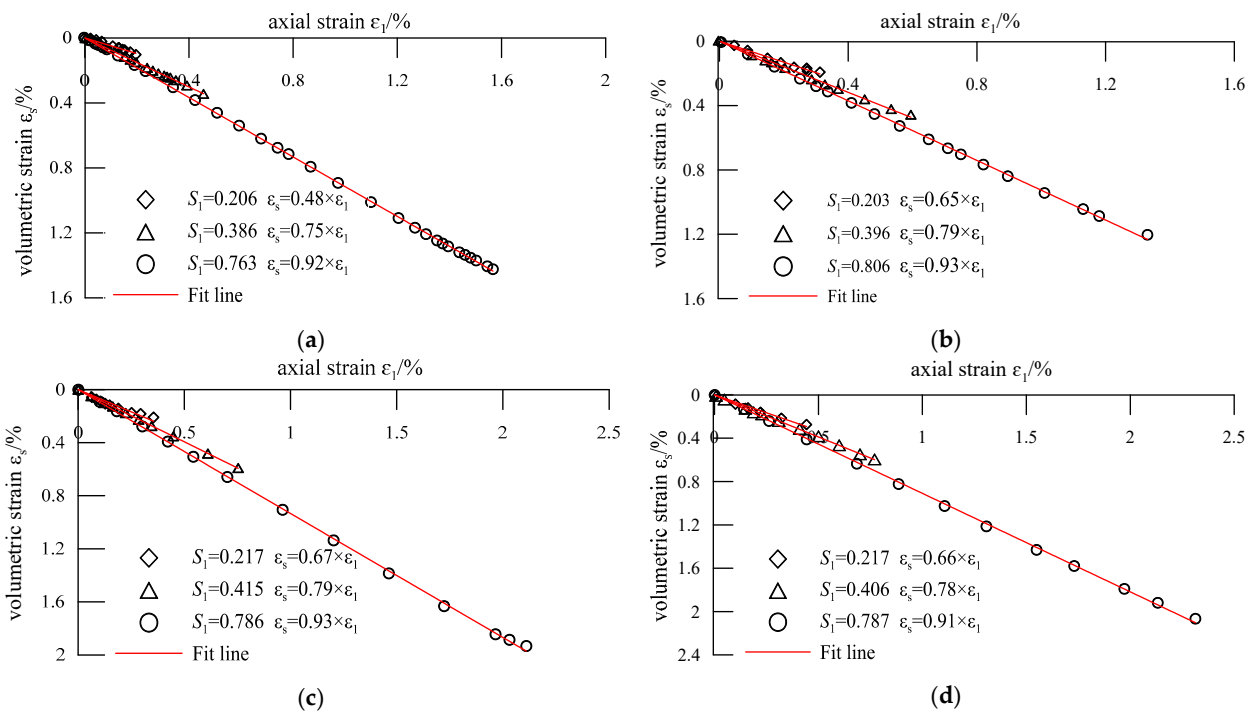 axial strain ε1/%
0 0.4 0.8 1.2 1.6 2
0
0.4
0.8
1.2
1.6
volumetric strain εs/%
S1=0.206 εs=0.48×ε1
S1=0.386 εs=0.75×ε1
S1=0.763 εs=0.92×ε1
Fit line
(a)
axial strain ε1/%
0 0.4 0.8 1.2 1.6
0
0.4
0.8
1.2
1.6
volumetric strain εs/%
S1=0.203 εs=0.65×ε1
S1=0.396 εs=0.79×ε1
S1=0.806 εs=0.93×ε1
Fit line
(b)
axial strain ε1/%
0 0.5 1 1.5 2 2.5
0
0.4
0.8
1.2
1.6
2
volumetric strain εs/%
S1=0.217 εs=0.67×ε1
S1=0.415 εs=0.79×ε1
S1=0.786 εs=0.93×ε1
Fit line
(c)
axial strain ε1/%
0 0.5 1 1.5 2 2.5
0
0.4
0.8
1.2
1.6
2
2.4
volumetric strain εs/%
S1=0.217 εs=0.66×ε1
S1=0.406 εs=0.78×ε1
S1=0.787 εs=0.91×ε1
Fit line
(d)